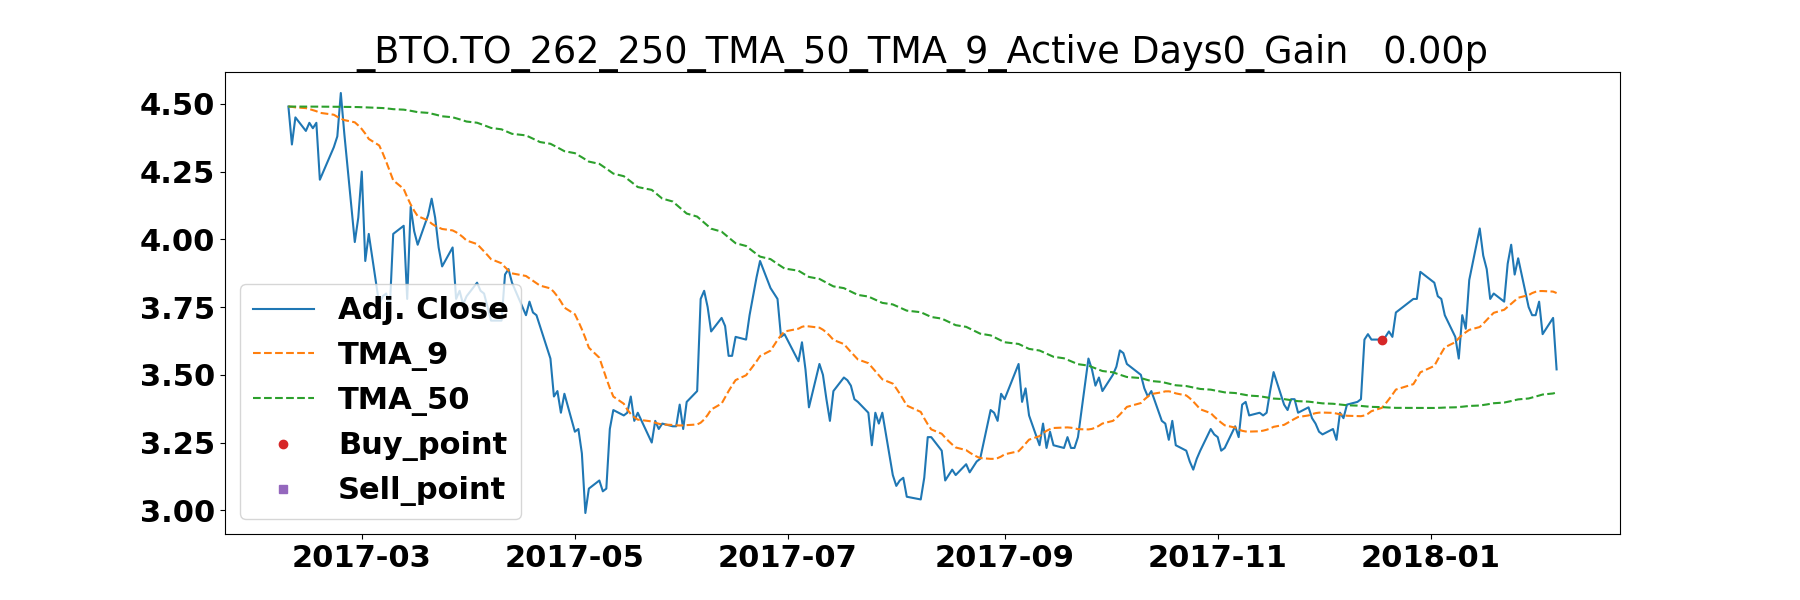 _BTO.TO_262_250_TMA_50_TMA_9_Active Days0_Gain   0.00p
4.50
4.25
4.00
3.75
3.50
3.25
3.00
Adj. Close
TMA_9
TMA_50
Buy_point
Sell_point
2017-03 2017-05 2017-07 2017-09 2017-11 2018-01